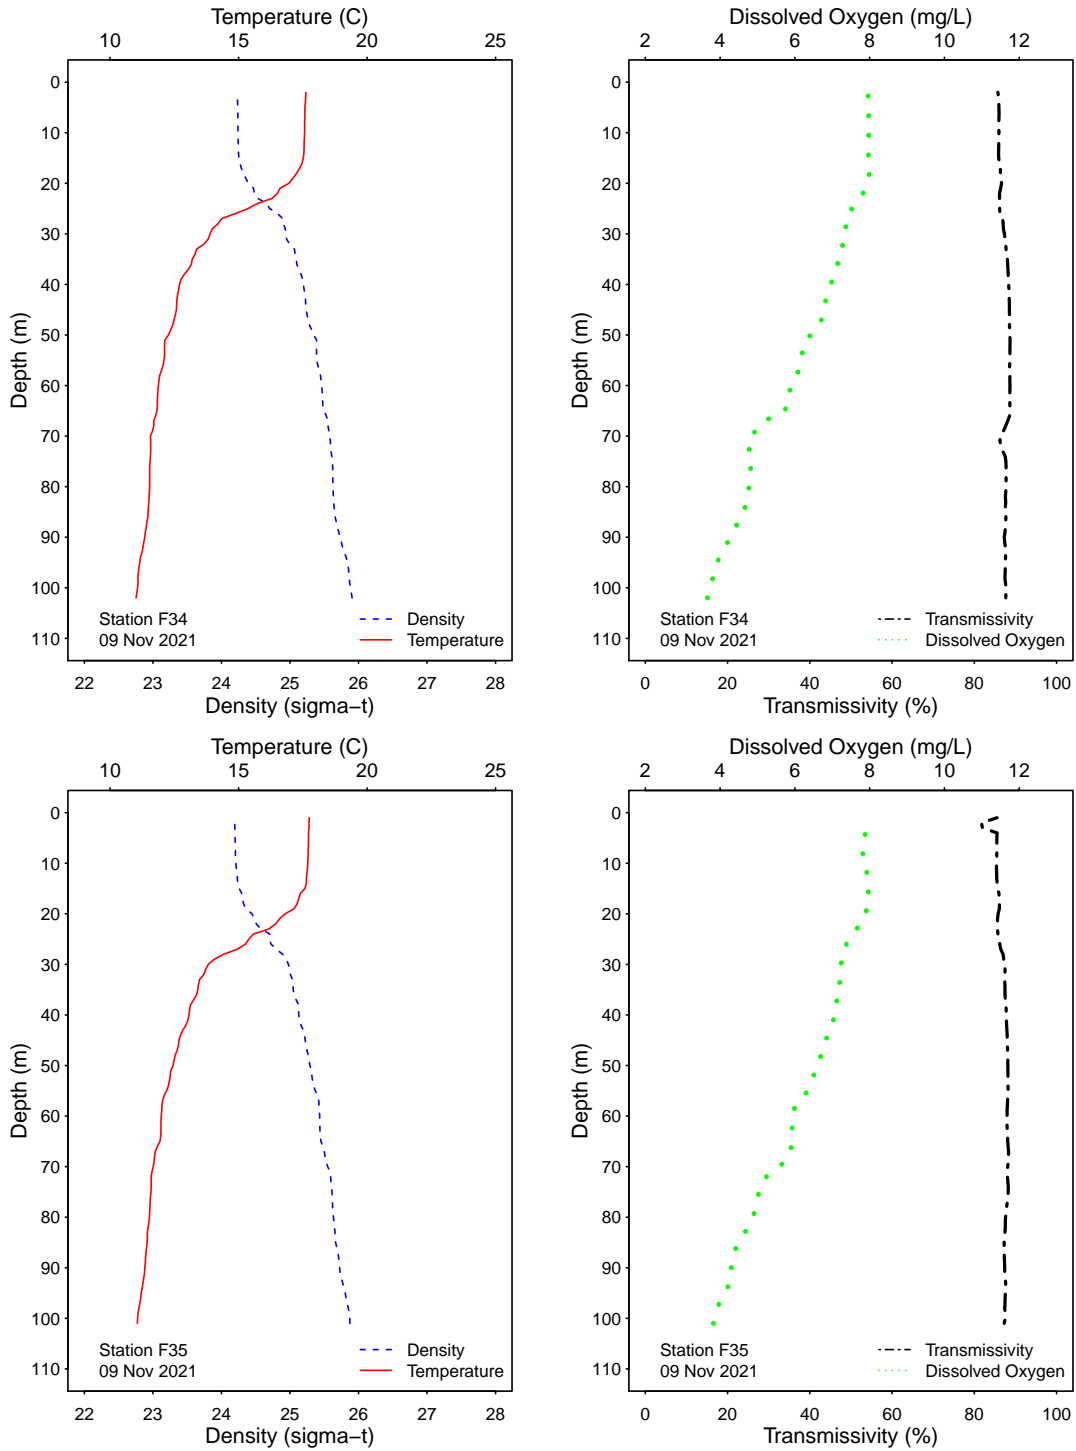 Temperature (C)
10 15 20 25
0
10
20
30
40
50
60
70
80
90
100
110
Depth (m)
Station F34
09 Nov 2021
Density
Temperature
22 23 24 25 26 27 28
Density (sigma−t)
Dissolved Oxygen (mg/L)
2 4 6 8 10 12
0
10
20
30
40
50
60
70
80
90
100
110
Depth (m)
Station F34
09 Nov 2021
Transmissivity
Dissolved Oxygen
0 20 40 60 80 100
Transmissivity (%)
Temperature (C)
10 15 20 25
0
10
20
30
40
50
60
70
80
90
100
110
Depth (m)
Station F35
09 Nov 2021
Density
Temperature
22 23 24 25 26 27 28
Density (sigma−t)
Dissolved Oxygen (mg/L)
2 4 6 8 10 12
0
10
20
30
40
50
60
70
80
90
100
110
Depth (m)
Station F35
09 Nov 2021
Transmissivity
Dissolved Oxygen
0 20 40 60 80 100
Transmissivity (%)